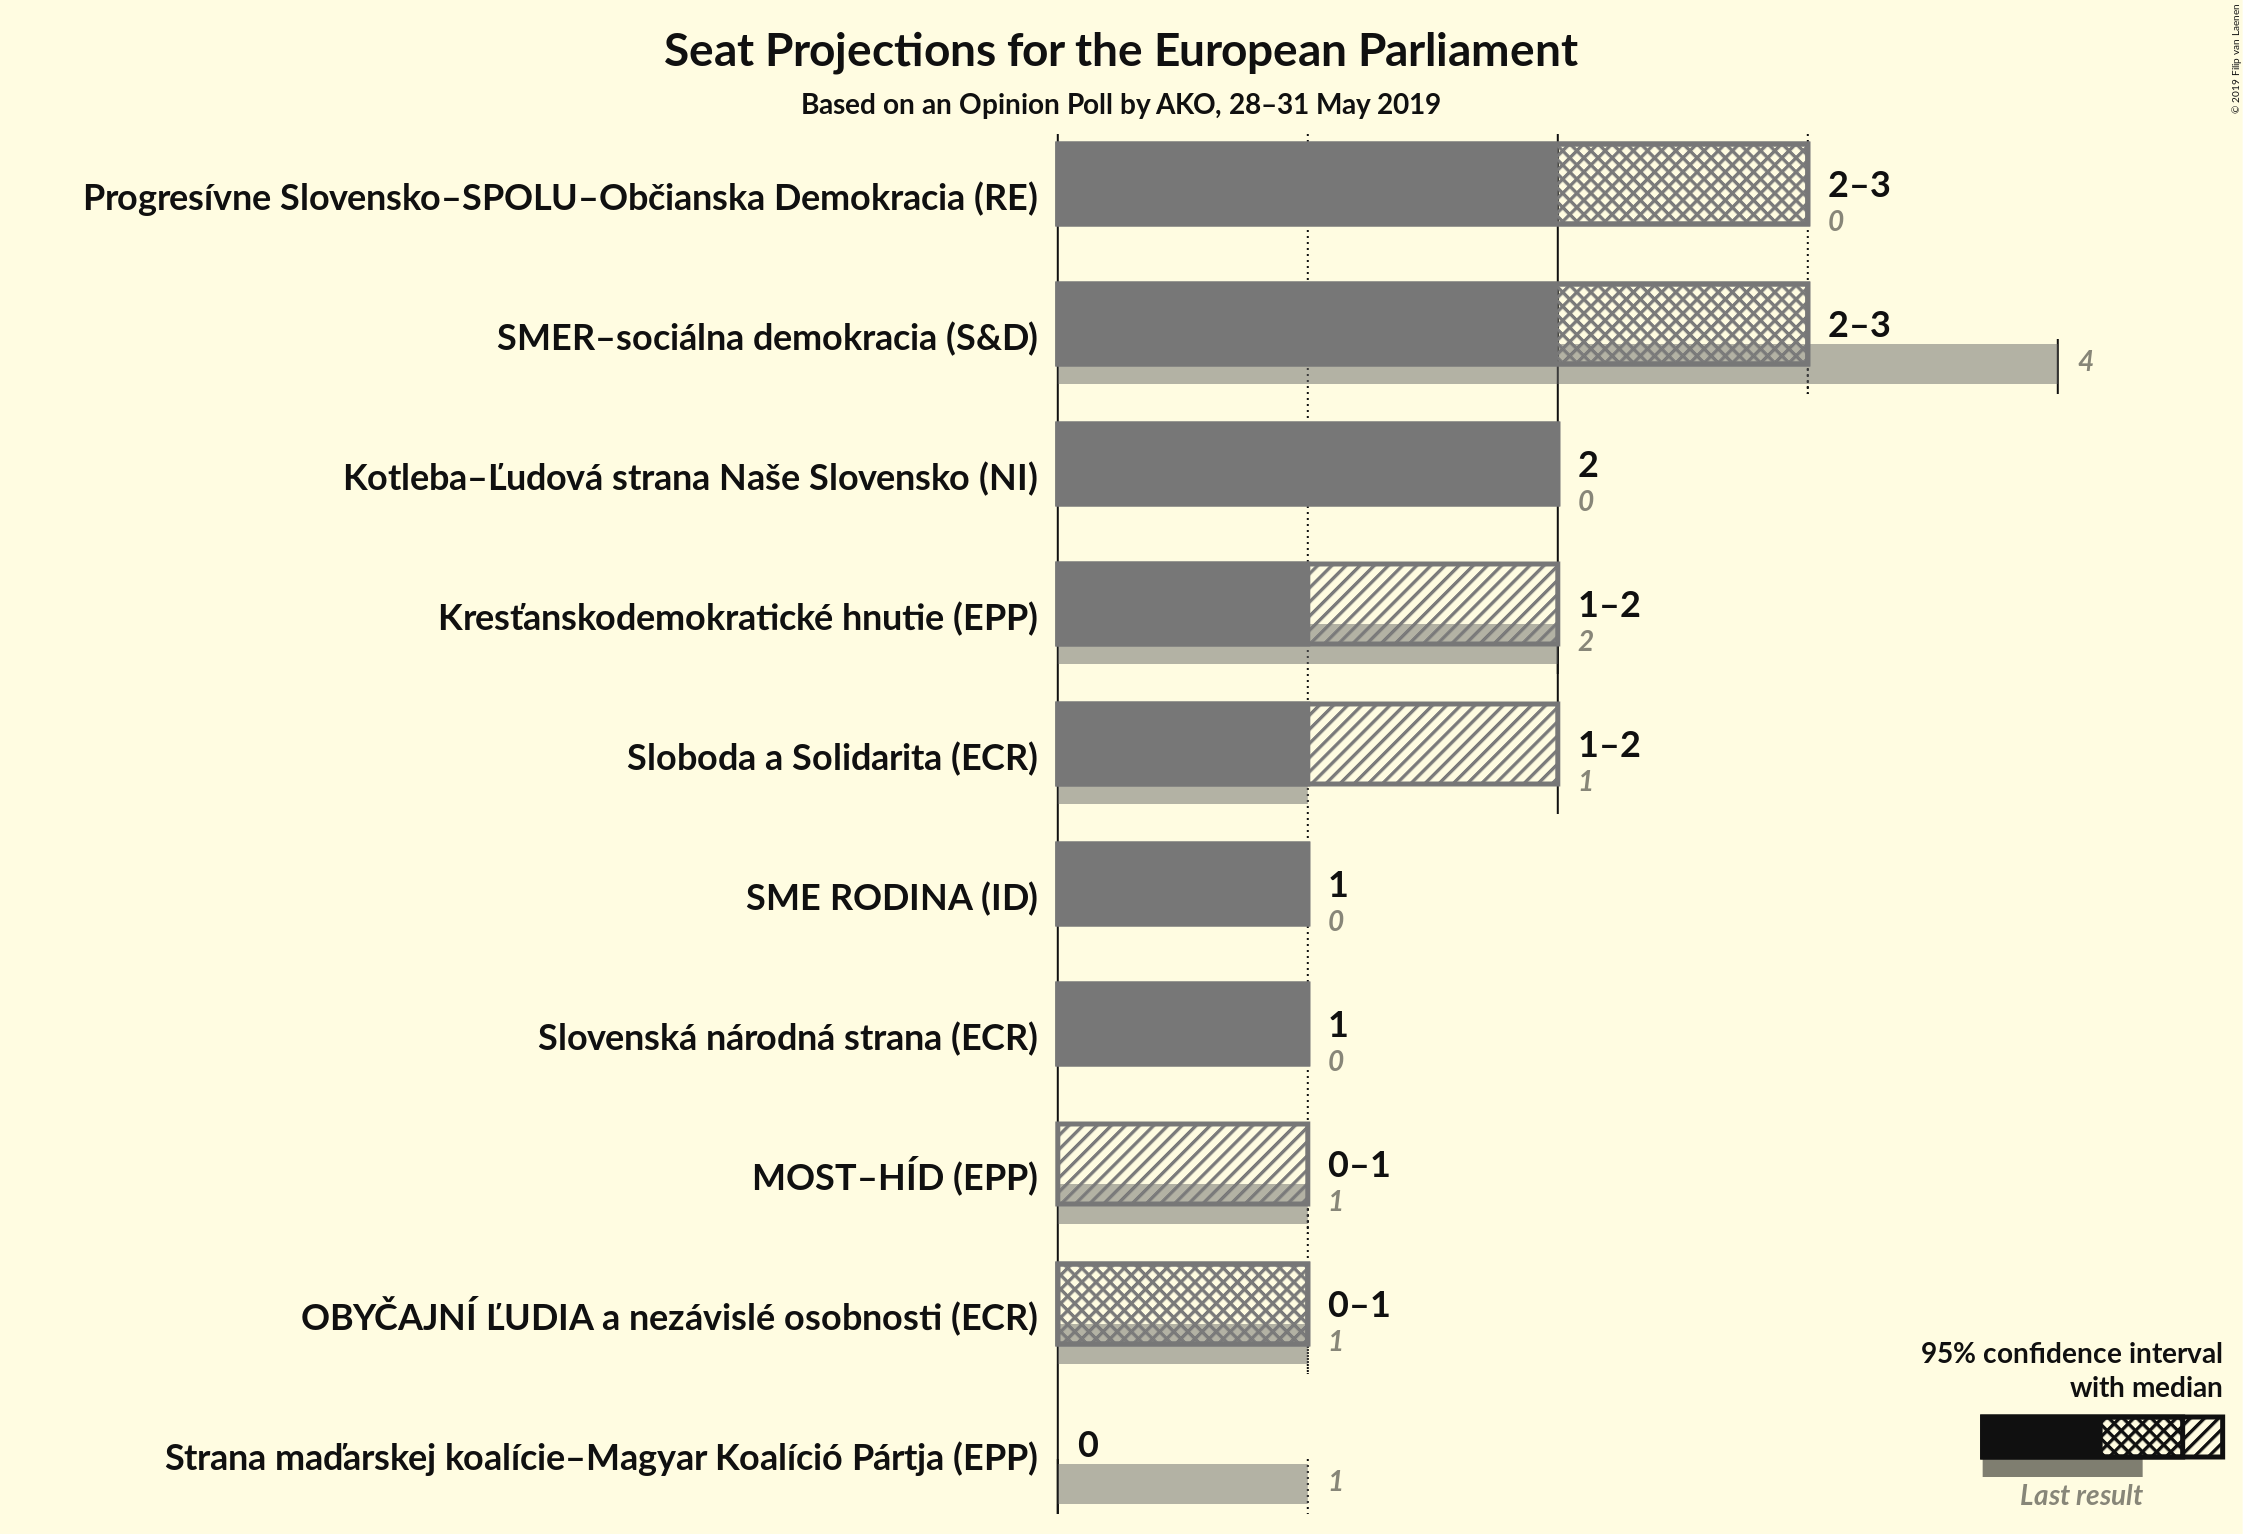 Seat Projections for the European Parliament
Based on an Opinion Poll by AKO, 28–31 May 2019
© 2019 Filip van Laenen
Progresívne Slovensko–SPOLU–Občianska Demokracia (RE)
2–3
0
SMER–sociálna demokracia (S&D)
2–3
4
Kotleba–Ľudová strana Naše Slovensko (NI)
2
0
Kresťanskodemokratické hnutie (EPP)
1–2
2
Sloboda a Solidarita (ECR)
1–2
1
SME RODINA (ID)
1
0
Slovenská národná strana (ECR)
1
0
MOST–HÍD (EPP)
0–1
1
OBYČAJNÍ ĽUDIA a nezávislé osobnosti (ECR)
0–1
1
Strana maďarskej koalície–Magyar Koalíció Pártja (EPP)
0
1
95% confidence interval
with median
Last result